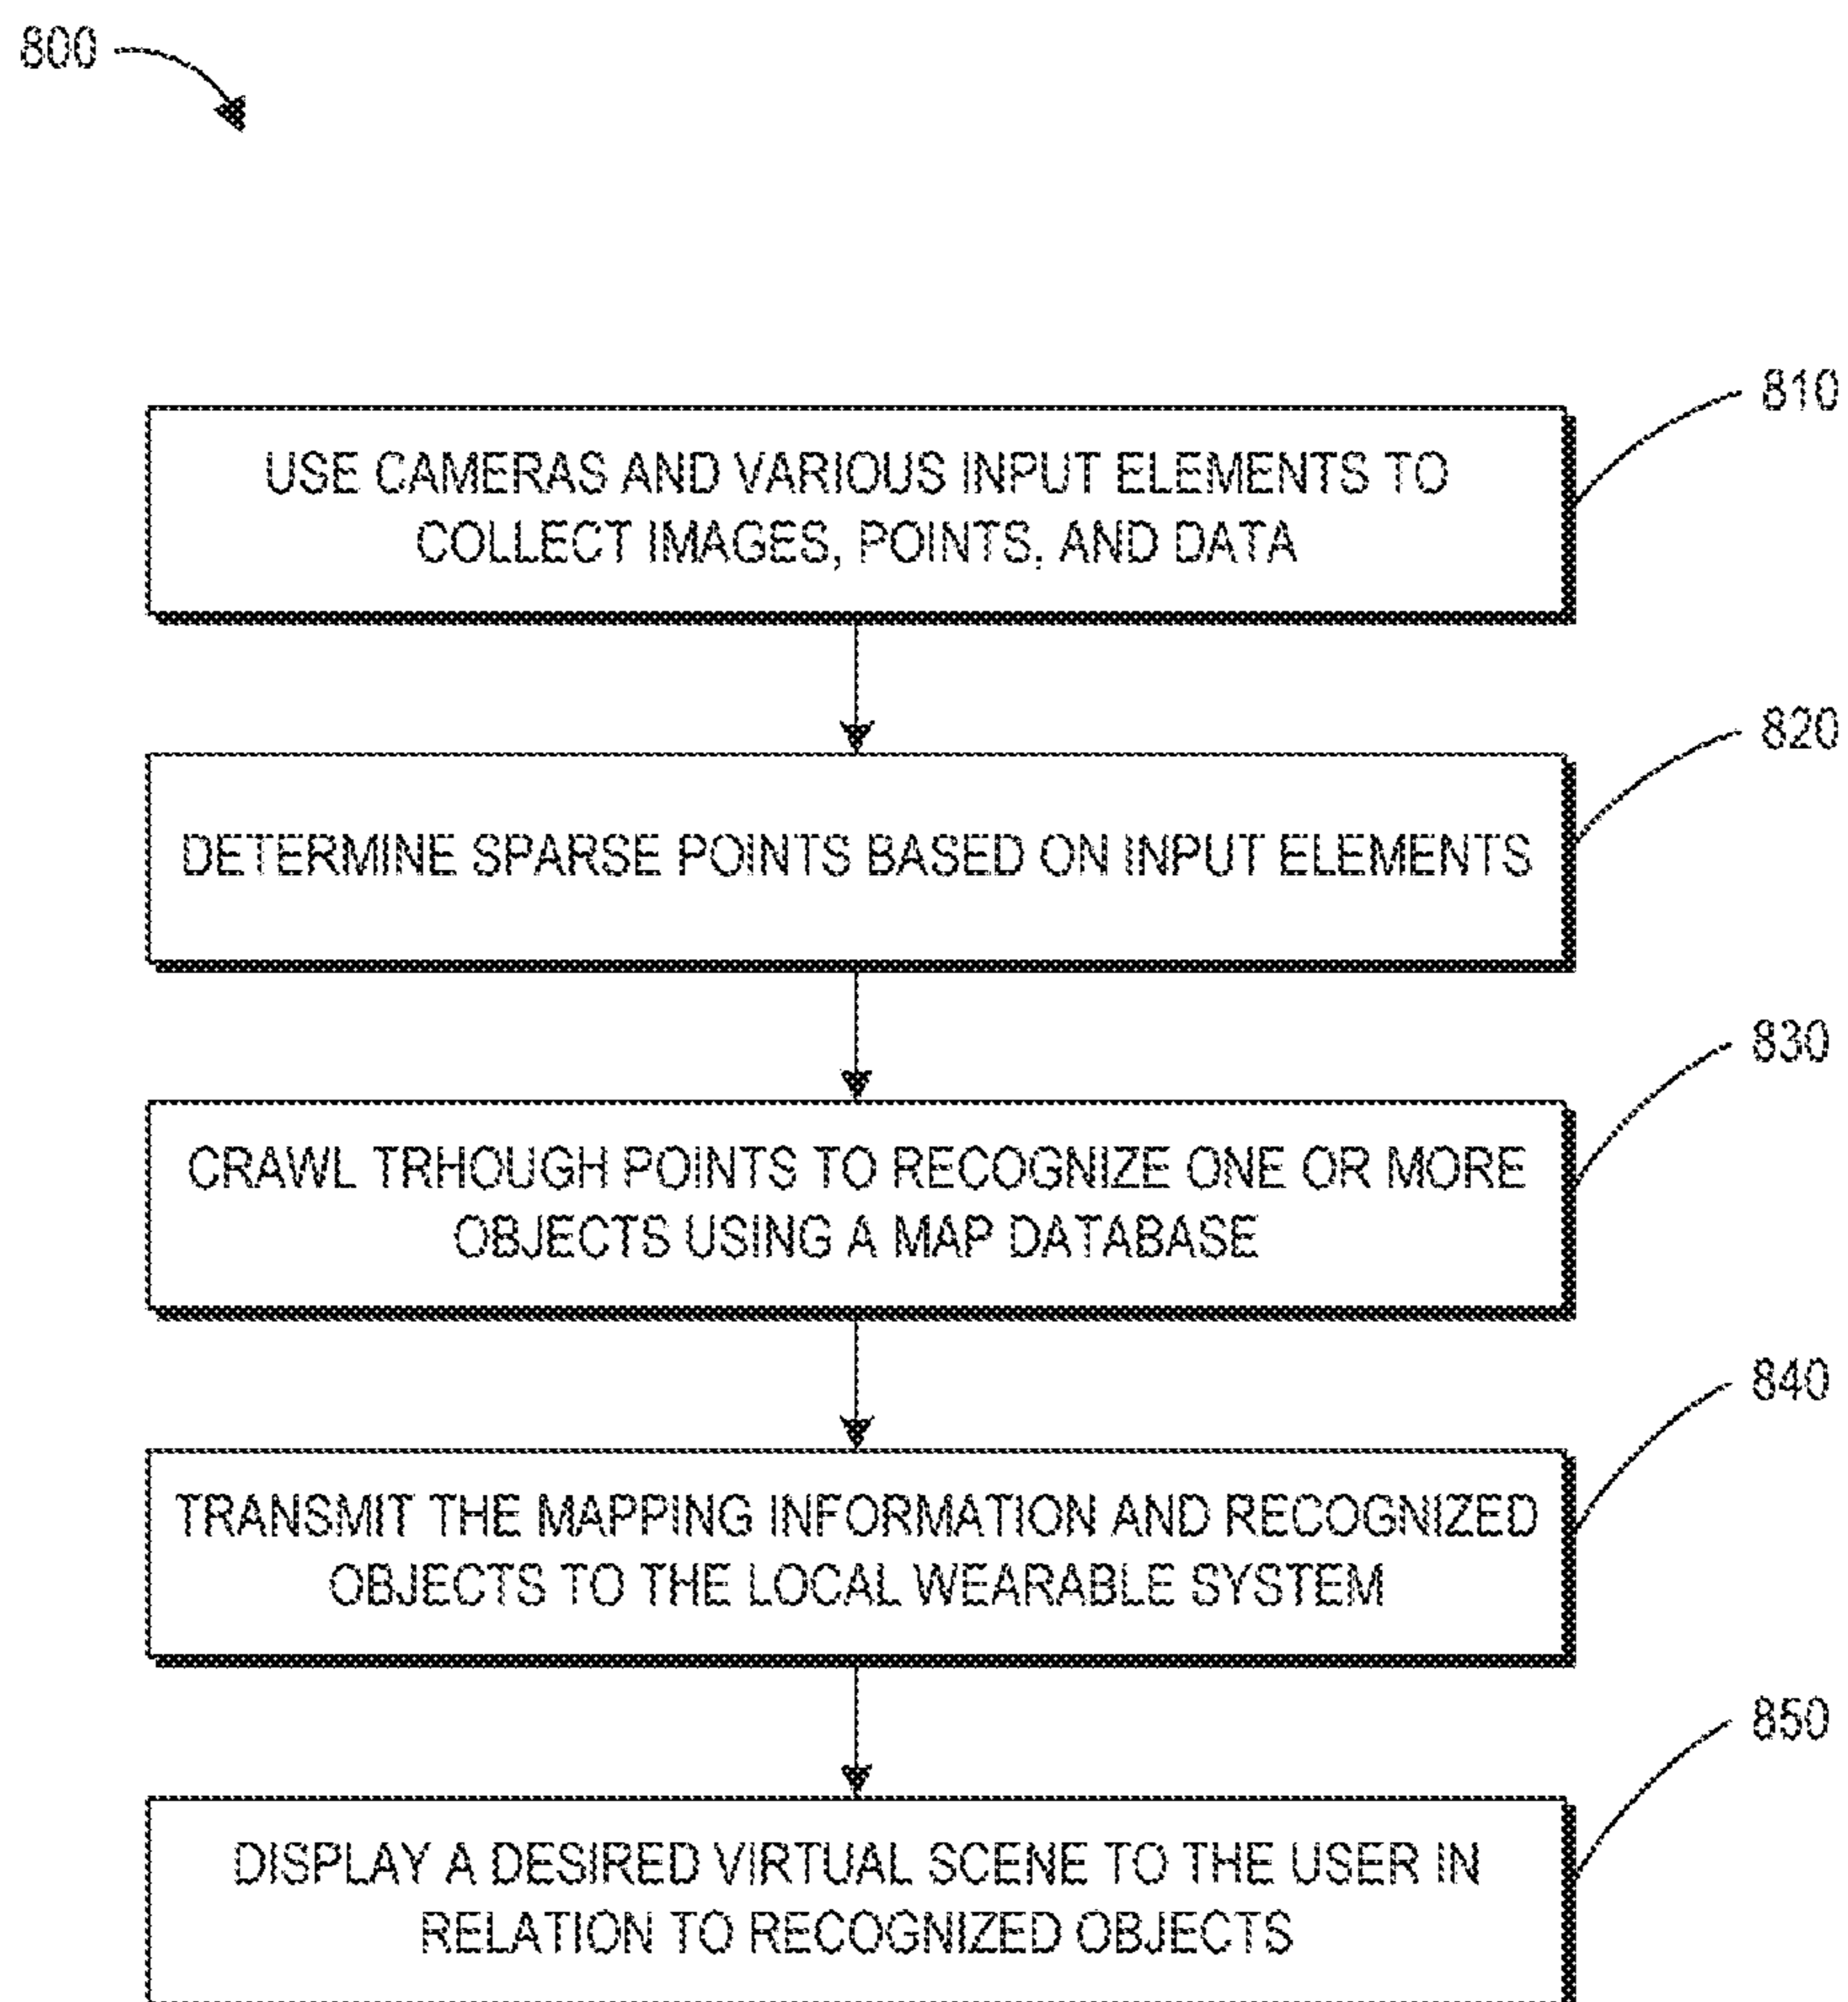 800
810
USE CAMERAS AND VARIOUS INPUT ELEMENTS TO
COLLECT IMAGES, POINTS, AND DATA
820
DETERMINE SPARSE POINTS BASED ON INPUT ELEMENTS
830
CRAWL TRHOUGH POINTS TO RECOGNIZE ONE OR MORE
OBJECTS USING A MAP DATABASE
840
TRANSMIT THE MAPPING INFORMATION AND RECOGNIZED
OBJECTS TO THE LOCAL WEARABLE SYSTEM
850
DISPLAY A DESIRED VIRTUAL SCENE TO THE USER IN
RELATION TO RECOGNIZED OBJECTS